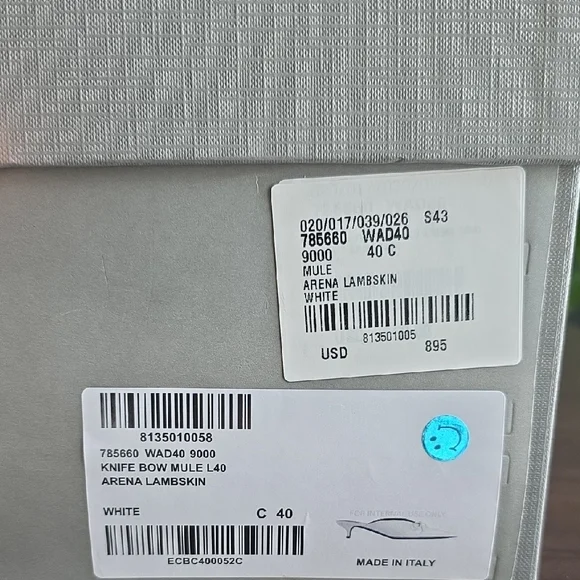 020/017/039/026 S43
785660 WAD40
9000 40 C
MULE
ARENA LAMBSKIN
WHITE
813501005
USD 895
8135010058
785660 WAD40 9000
KNIFE BOW MULE L40
ARENA LAMBSKIN
WHITE C 40
ECBC400052C
MADE IN ITALY